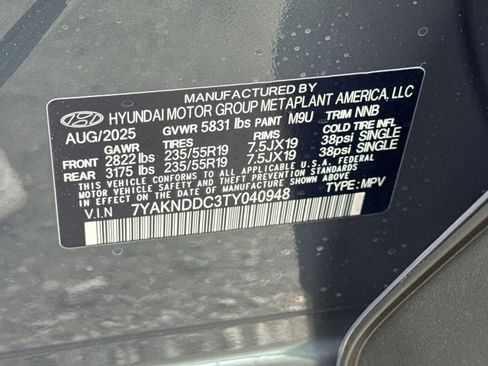 MANUFACTURED BY
HYUNDAI MOTOR GROUP METAPLANT AMERICA, LLC
AUG/2025 GVWR 5831 lbs PAINT M9U TRIM NNB
GAWR TIRES RIMS COLD TIRE INFL
FRONT 2822 lbs 235/55R19 7.5JX19 38psi SINGLE
REAR 3175 lbs 235/55R19 7.5JX19 38psi SINGLE
THIS VEHICLE CONFORMS TO ALL APPLICABLE U.S.A. FEDERAL MOTOR
VEHICLE SAFETY, BUMPER, AND THEFT PREVENTION STANDARDS
IN EFFECT ON THE DATE OF MANUFACTURE SHOWN ABOVE.
V.I.N 7YAKNDDC3TY040948 TYPE: MPV